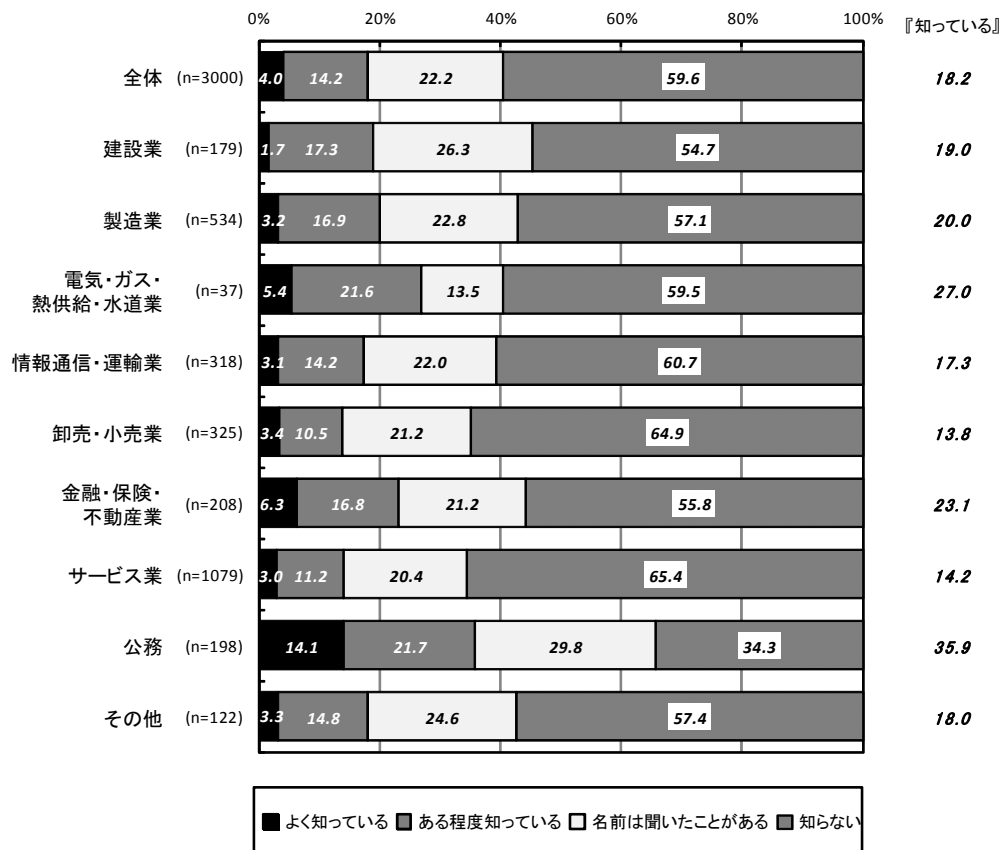 0% 20% 40% 60% 80% 100%
『知っている』
全体 (n=3000) 4.0 14.2 22.2 59.6 18.2
建設業 (n=179) 1.7 17.3 26.3 54.7 19.0
製造業 (n=534) 3.2 16.9 22.8 57.1 20.0
電気・ガス・
熱供給・水道業 (n=37) 5.4 21.6 13.5 59.5 27.0
情報通信・運輸業 (n=318) 3.1 14.2 22.0 60.7 17.3
卸売・小売業 (n=325) 3.4 10.5 21.2 64.9 13.8
金融・保険・
不動産業 (n=208) 6.3 16.8 21.2 55.8 23.1
サービス業 (n=1079) 3.0 11.2 20.4 65.4 14.2
公務 (n=198) 14.1 21.7 29.8 34.3 35.9
その他 (n=122) 3.3 14.8 24.6 57.4 18.0
よく知っている ある程度知っている 名前は聞いたことがある 知らない